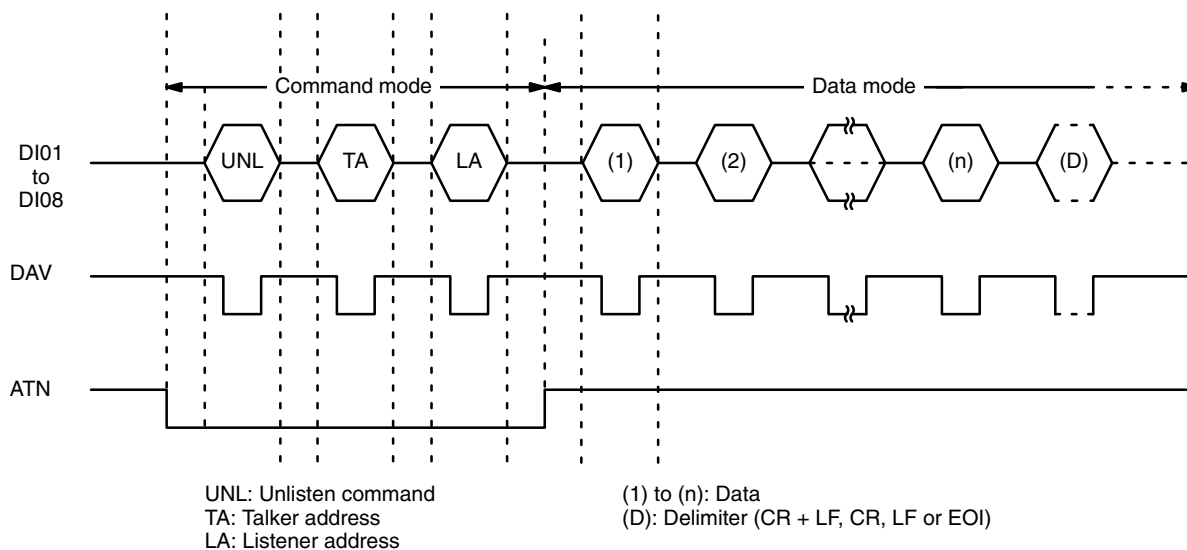 Command mode
Data mode
DI01
to
DI08
UNL
TA
LA
(1)
(2)
(n)
(D)
DAV
ATN
UNL: Unlisten command
TA: Talker address
LA: Listener address
(1) to (n): Data
(D): Delimiter (CR + LF, CR, LF or EOI)